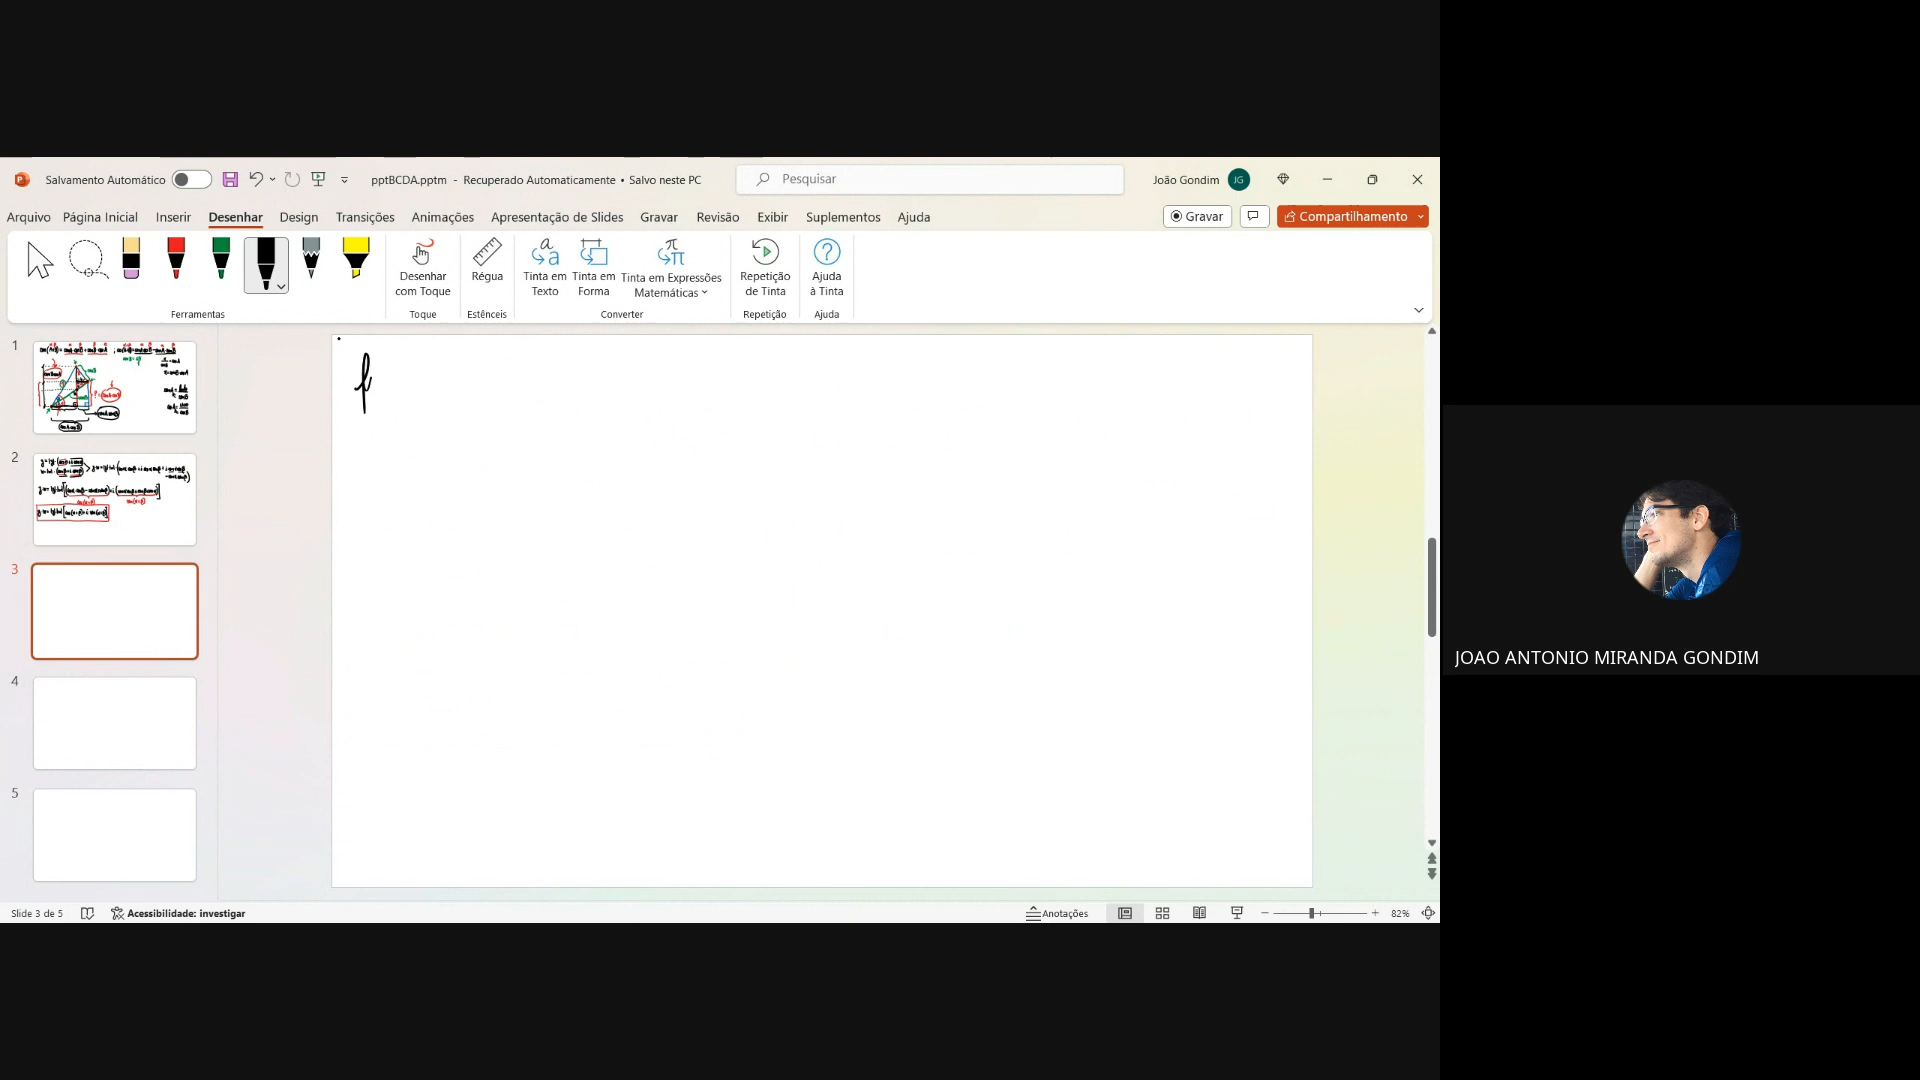 Salvamento Automático pptBCDA.pptm - Recuperado Automaticamente • Salvo neste PC Pesquisar João Gondim JG
Arquivo Página Inicial Inserir Desenhar Design Transições Animações Apresentação de Slides Gravar Revisão Exibir Suplementos Ajuda Gravar Compartilhamento
Desenhar com Toque Régua Tinta em Texto Tinta em Forma Tinta em Expressões Matemáticas Repetição de Tinta Ajuda à Tinta
Ferramentas Toque Estênceis Converter Repetição Ajuda
1
2
3
4
5
f
JOAO ANTONIO MIRANDA GONDIM
Slide 3 de 5 Acessibilidade: investigar Anotações 82%